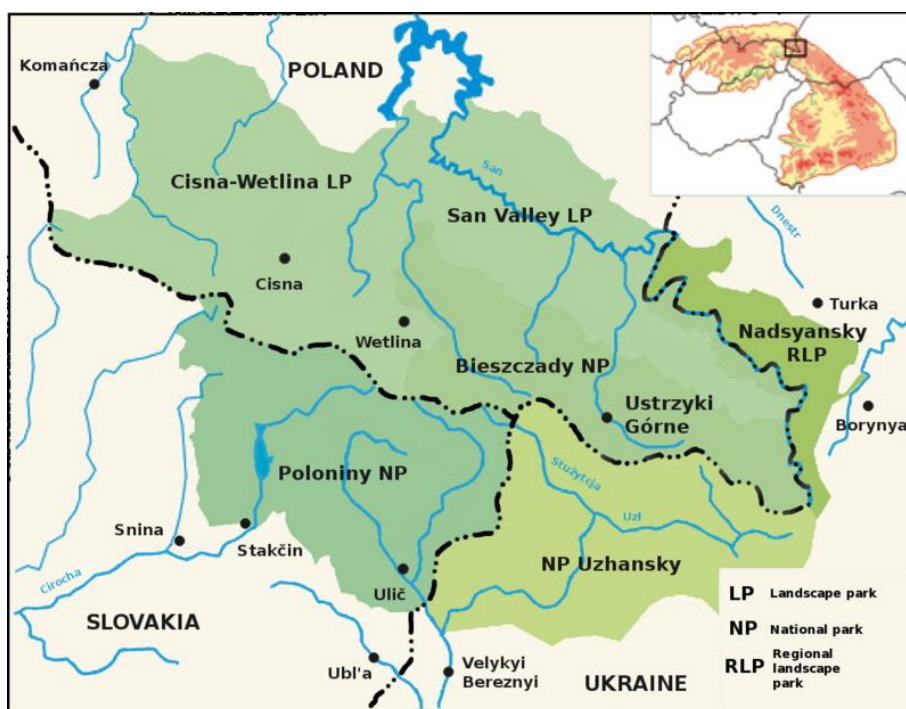 Komańcza
POLAND
Cisna-Wetlina LP
San
San Valley LP
Dnestr
Cisna
Turka
Wetlina
Nadsyansky
RLP
Bieszczady NP
Ustrzyki
Górne
Borynya
Poloniny NP
Stużytcja
Snina
Stakčin
Uzl
Cirocha
Ulič
NP Uzhansky
SLOVAKIA
Ubl'a
Velykyi
Bereznyi
UKRAINE
LP Landscape park
NP National park
RLP Regional
landscape
park